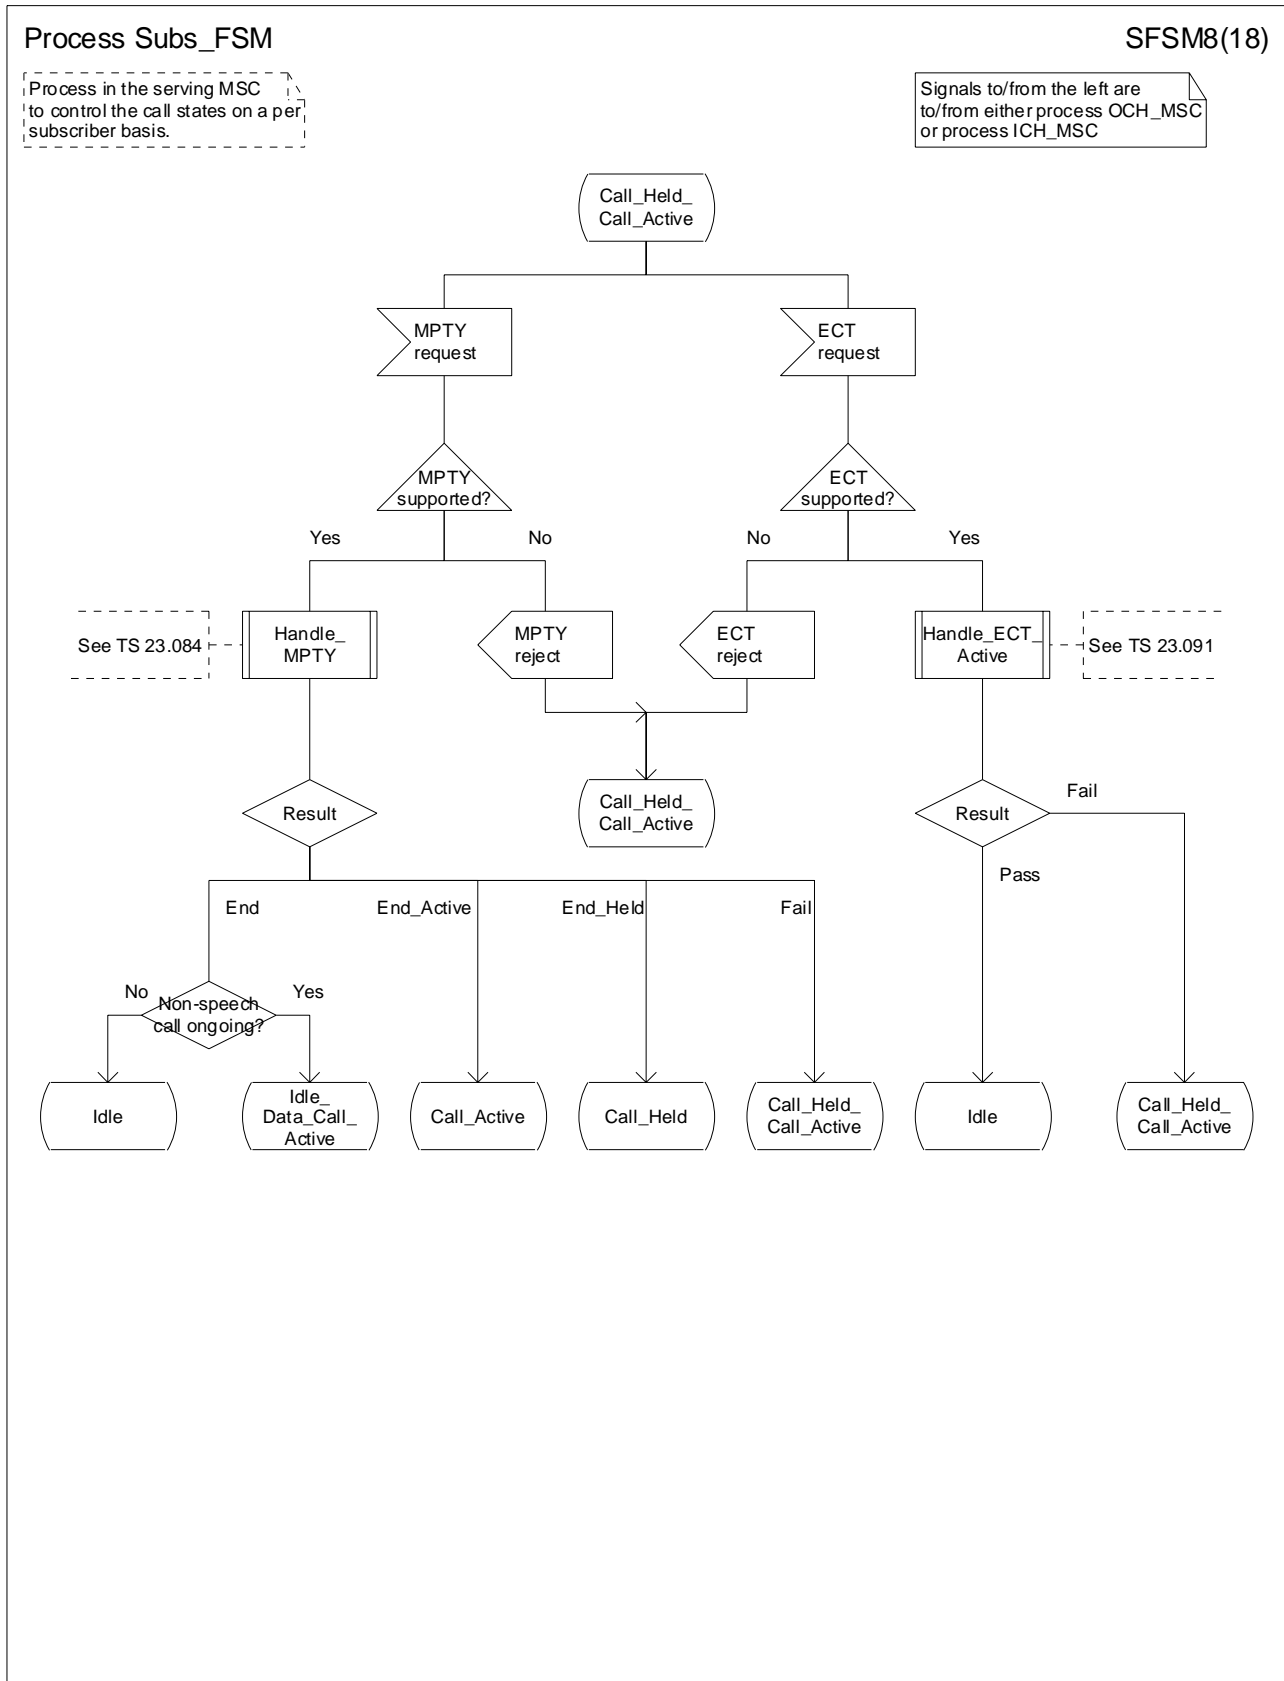 Process Subs_FSM
SFSM8(18)
Process in the serving MSC
to control the call states on a per
subscriber basis.
Signals to/from the left are
to/from either process OCH_MSC
or process ICH_MSC
Call_Held_
Call_Active
MPTY
request
ECT
request
MPTY
supported?
ECT
supported?
Yes
No
No
Yes
See TS 23.084
Handle_
MPTY
MPTY
reject
ECT
reject
Handle_ECT_
Active
See TS 23.091
Result
Call_Held_
Call_Active
Result
Fail
Pass
End
End_Active
End_Held
Fail
No
Non-speech
call ongoing?
Yes
Idle
Idle_
Data_Call_
Active
Call_Active
Call_Held
Call_Held_
Call_Active
Idle
Call_Held_
Call_Active